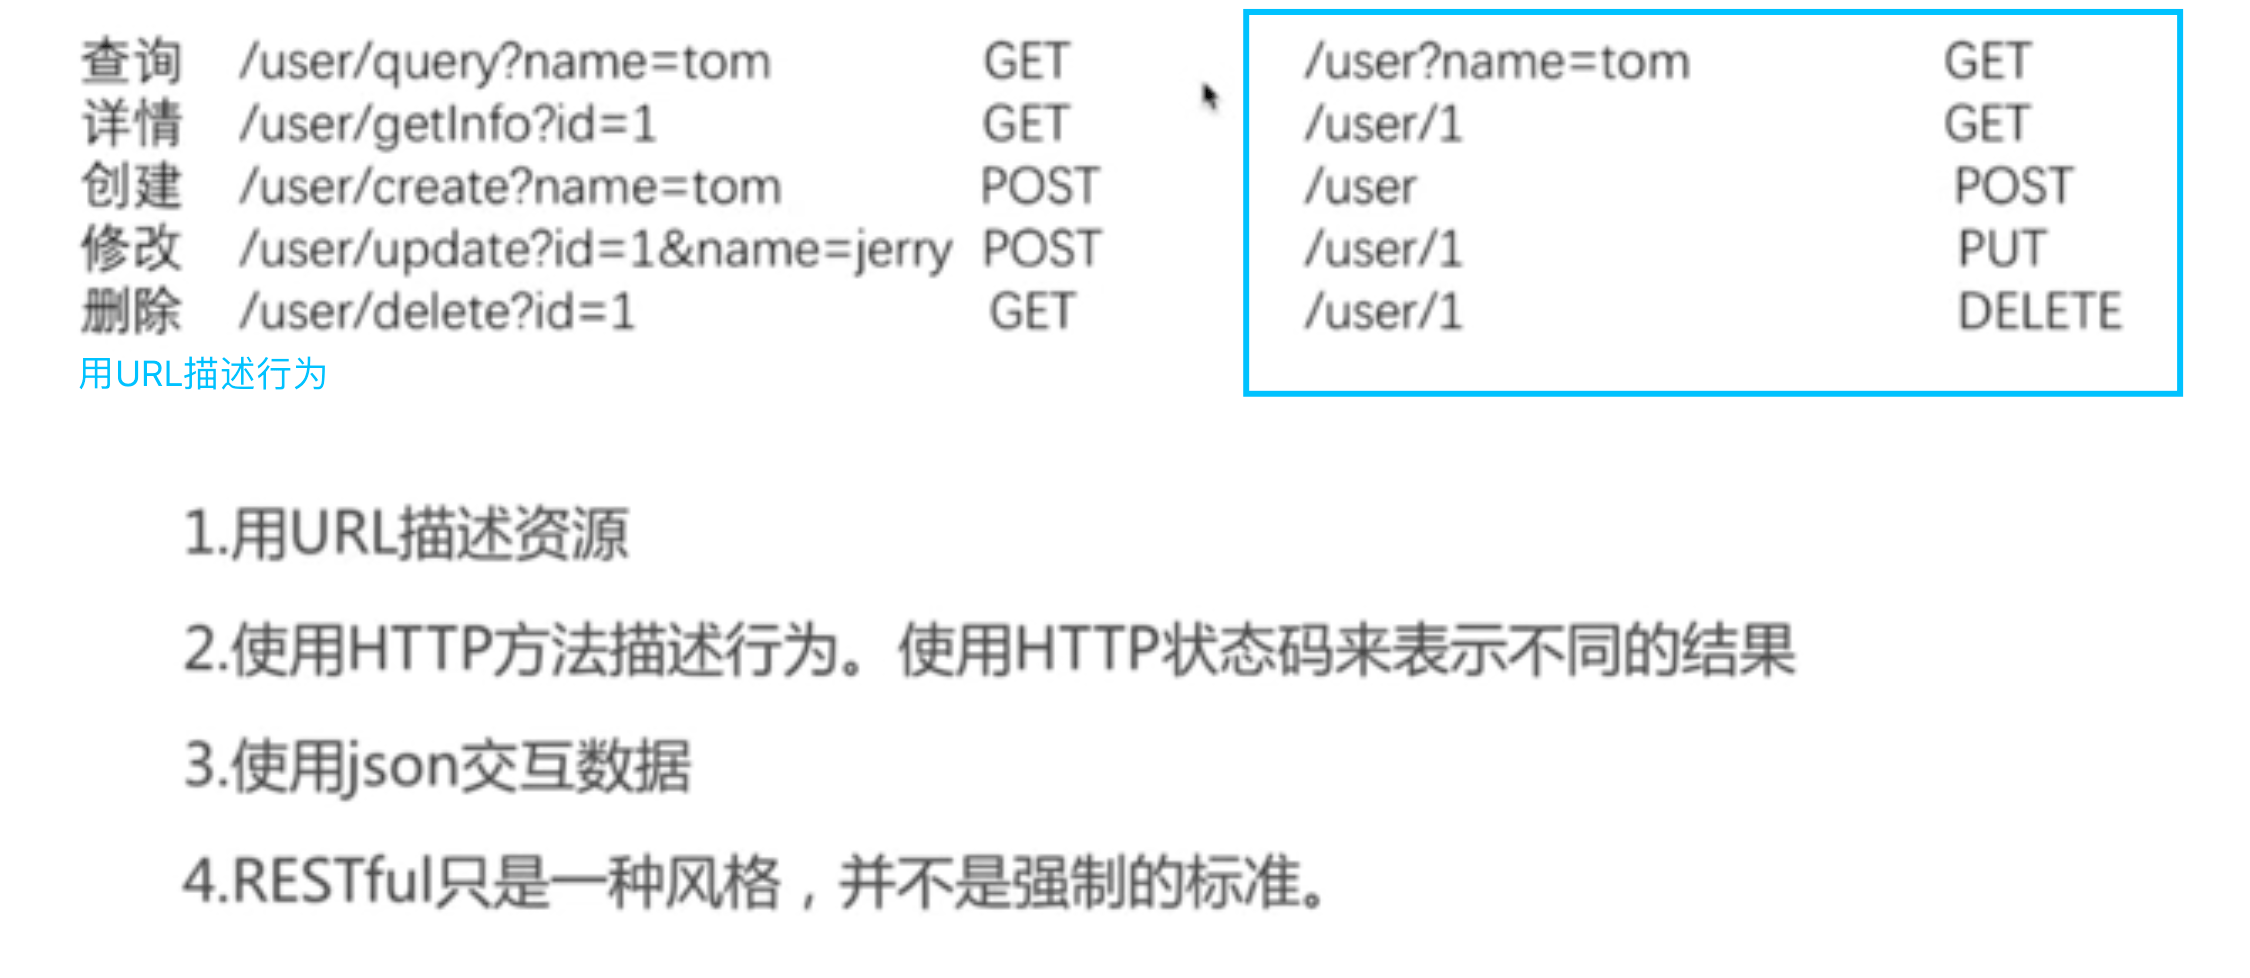 查询 /user/query?name=tom GET /user?name=tom GET
详情 /user/getInfo?id=1 GET /user/1 GET
创建 /user/create?name=tom POST /user POST
修改 /user/update?id=1&name=jerry POST /user/1 PUT
删除 /user/delete?id=1 GET /user/1 DELETE
用URL描述行为
1.用URL描述资源
2.使用HTTP方法描述行为。使用HTTP状态码来表示不同的结果
3.使用json交互数据
4.RESTful只是一种风格，并不是强制的标准。